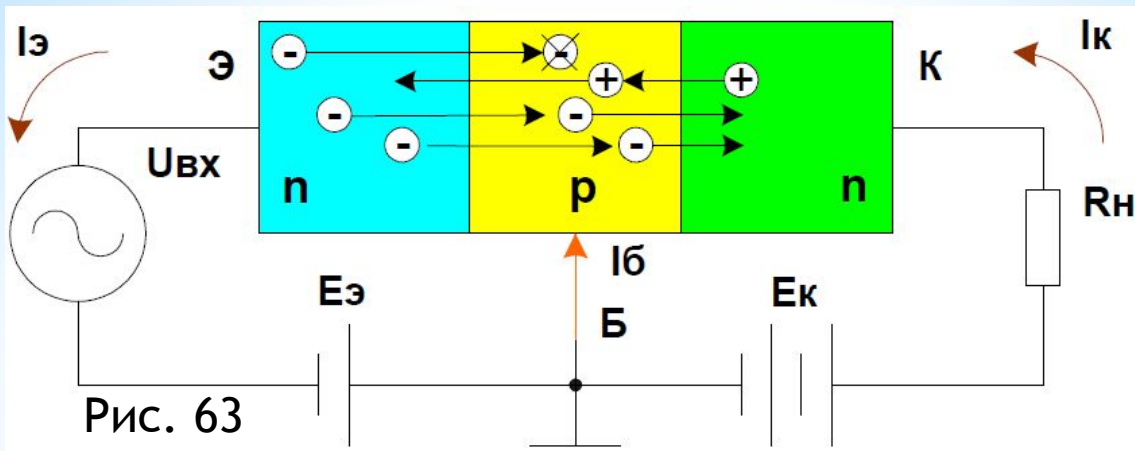 Iэ
Iк
Э
К
Uвх
- - + +
- -
- -
n
p
n
Rн
Iб
Eэ
Eк
Б
Рис. 63